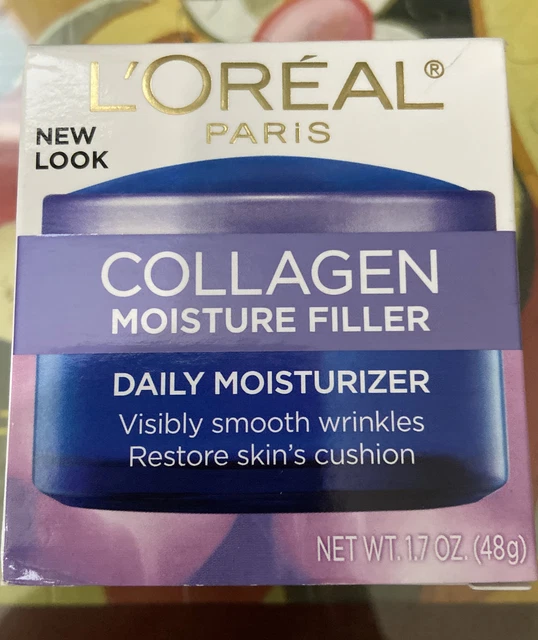 L'ORÉAL®
PARiS
NEW
LOOK
COLLAGEN
MOISTURE FILLER
DAILY MOISTURIZER
Visibly smooth wrinkles
Restore skin's cushion
NET WT. 1.7 OZ. (48g)